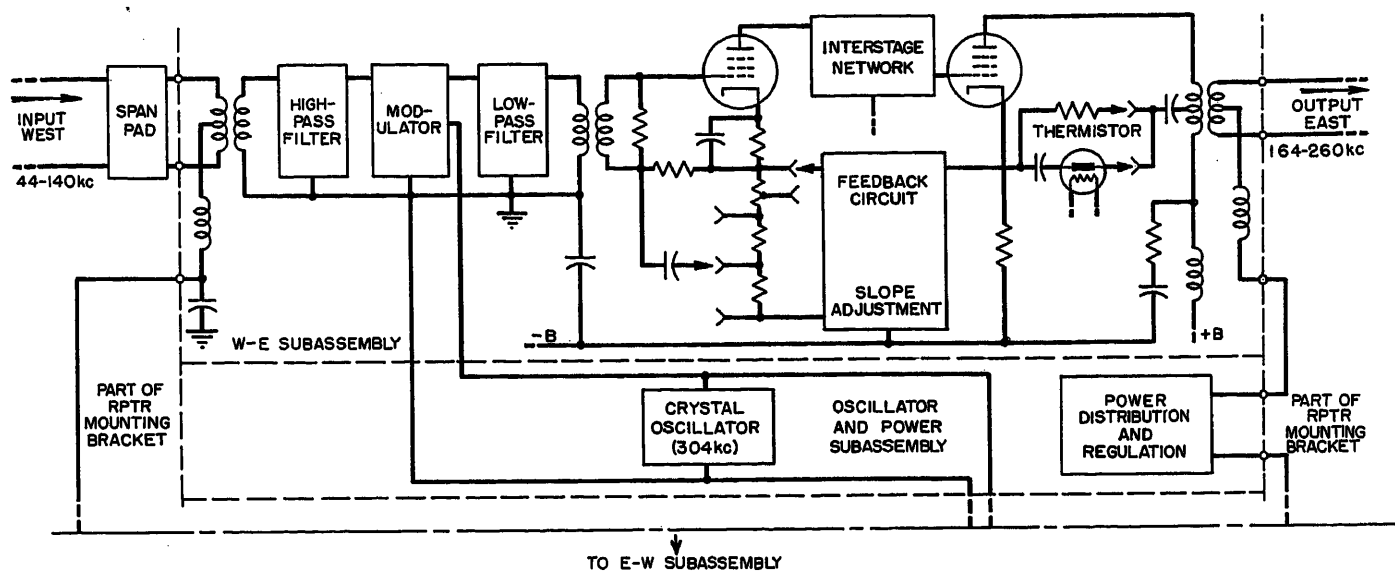 INPUT
WEST
44-140kc
SPAN
PAD
HIGH-
PASS
FILTER
MOD-
ULATOR
LOW-
PASS
FILTER
INTERSTAGE
NETWORK
THERMISTOR
OUTPUT
EAST
164-260kc
FEEDBACK
CIRCUIT
SLOPE
ADJUSTMENT
-B
+B
W-E SUBASSEMBLY
PART OF
RPTR
MOUNTING
BRACKET
CRYSTAL
OSCILLATOR
(304kc)
OSCILLATOR
AND POWER
SUBASSEMBLY
POWER
DISTRIBUTION
AND
REGULATION
PART OF
RPTR
MOUNTING
BRACKET
TO E-W SUBASSEMBLY